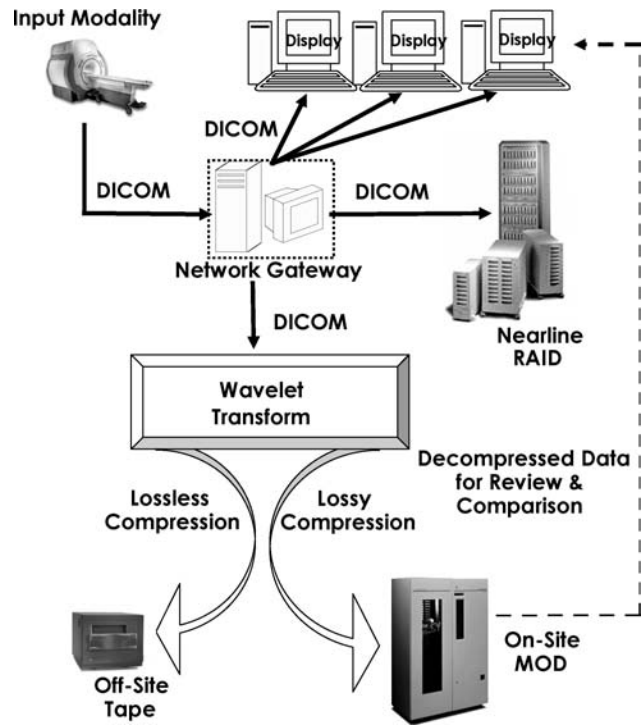 Input Modality
Display
Display
Display
DICOM
DICOM
DICOM
Network Gateway
DICOM
Nearline
RAID
Wavelet
Transform
Decompressed Data
for Review &
Comparison
Lossless
Compression
Lossy
Compression
On-Site
MOD
Off-Site
Tape